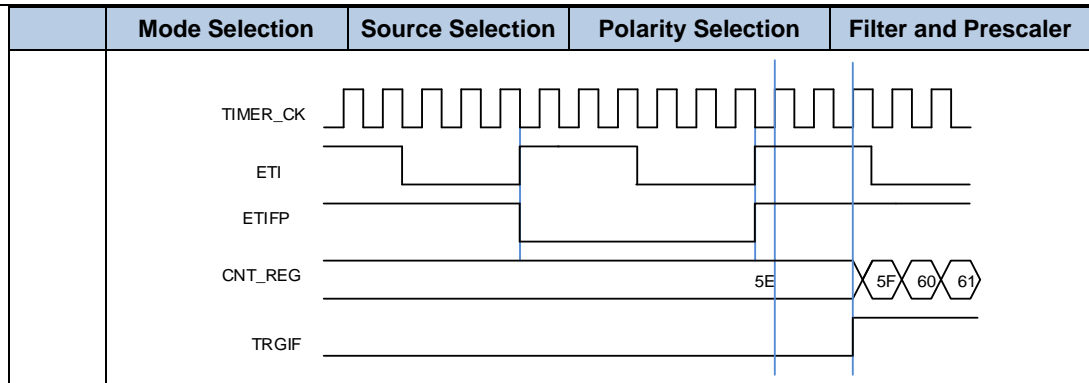 Mode Selection Source Selection Polarity Selection Filter and Prescaler
TIMER_CK
ETI
ETIFP
CNT_REG 5E 5F 60 61
TRGIF